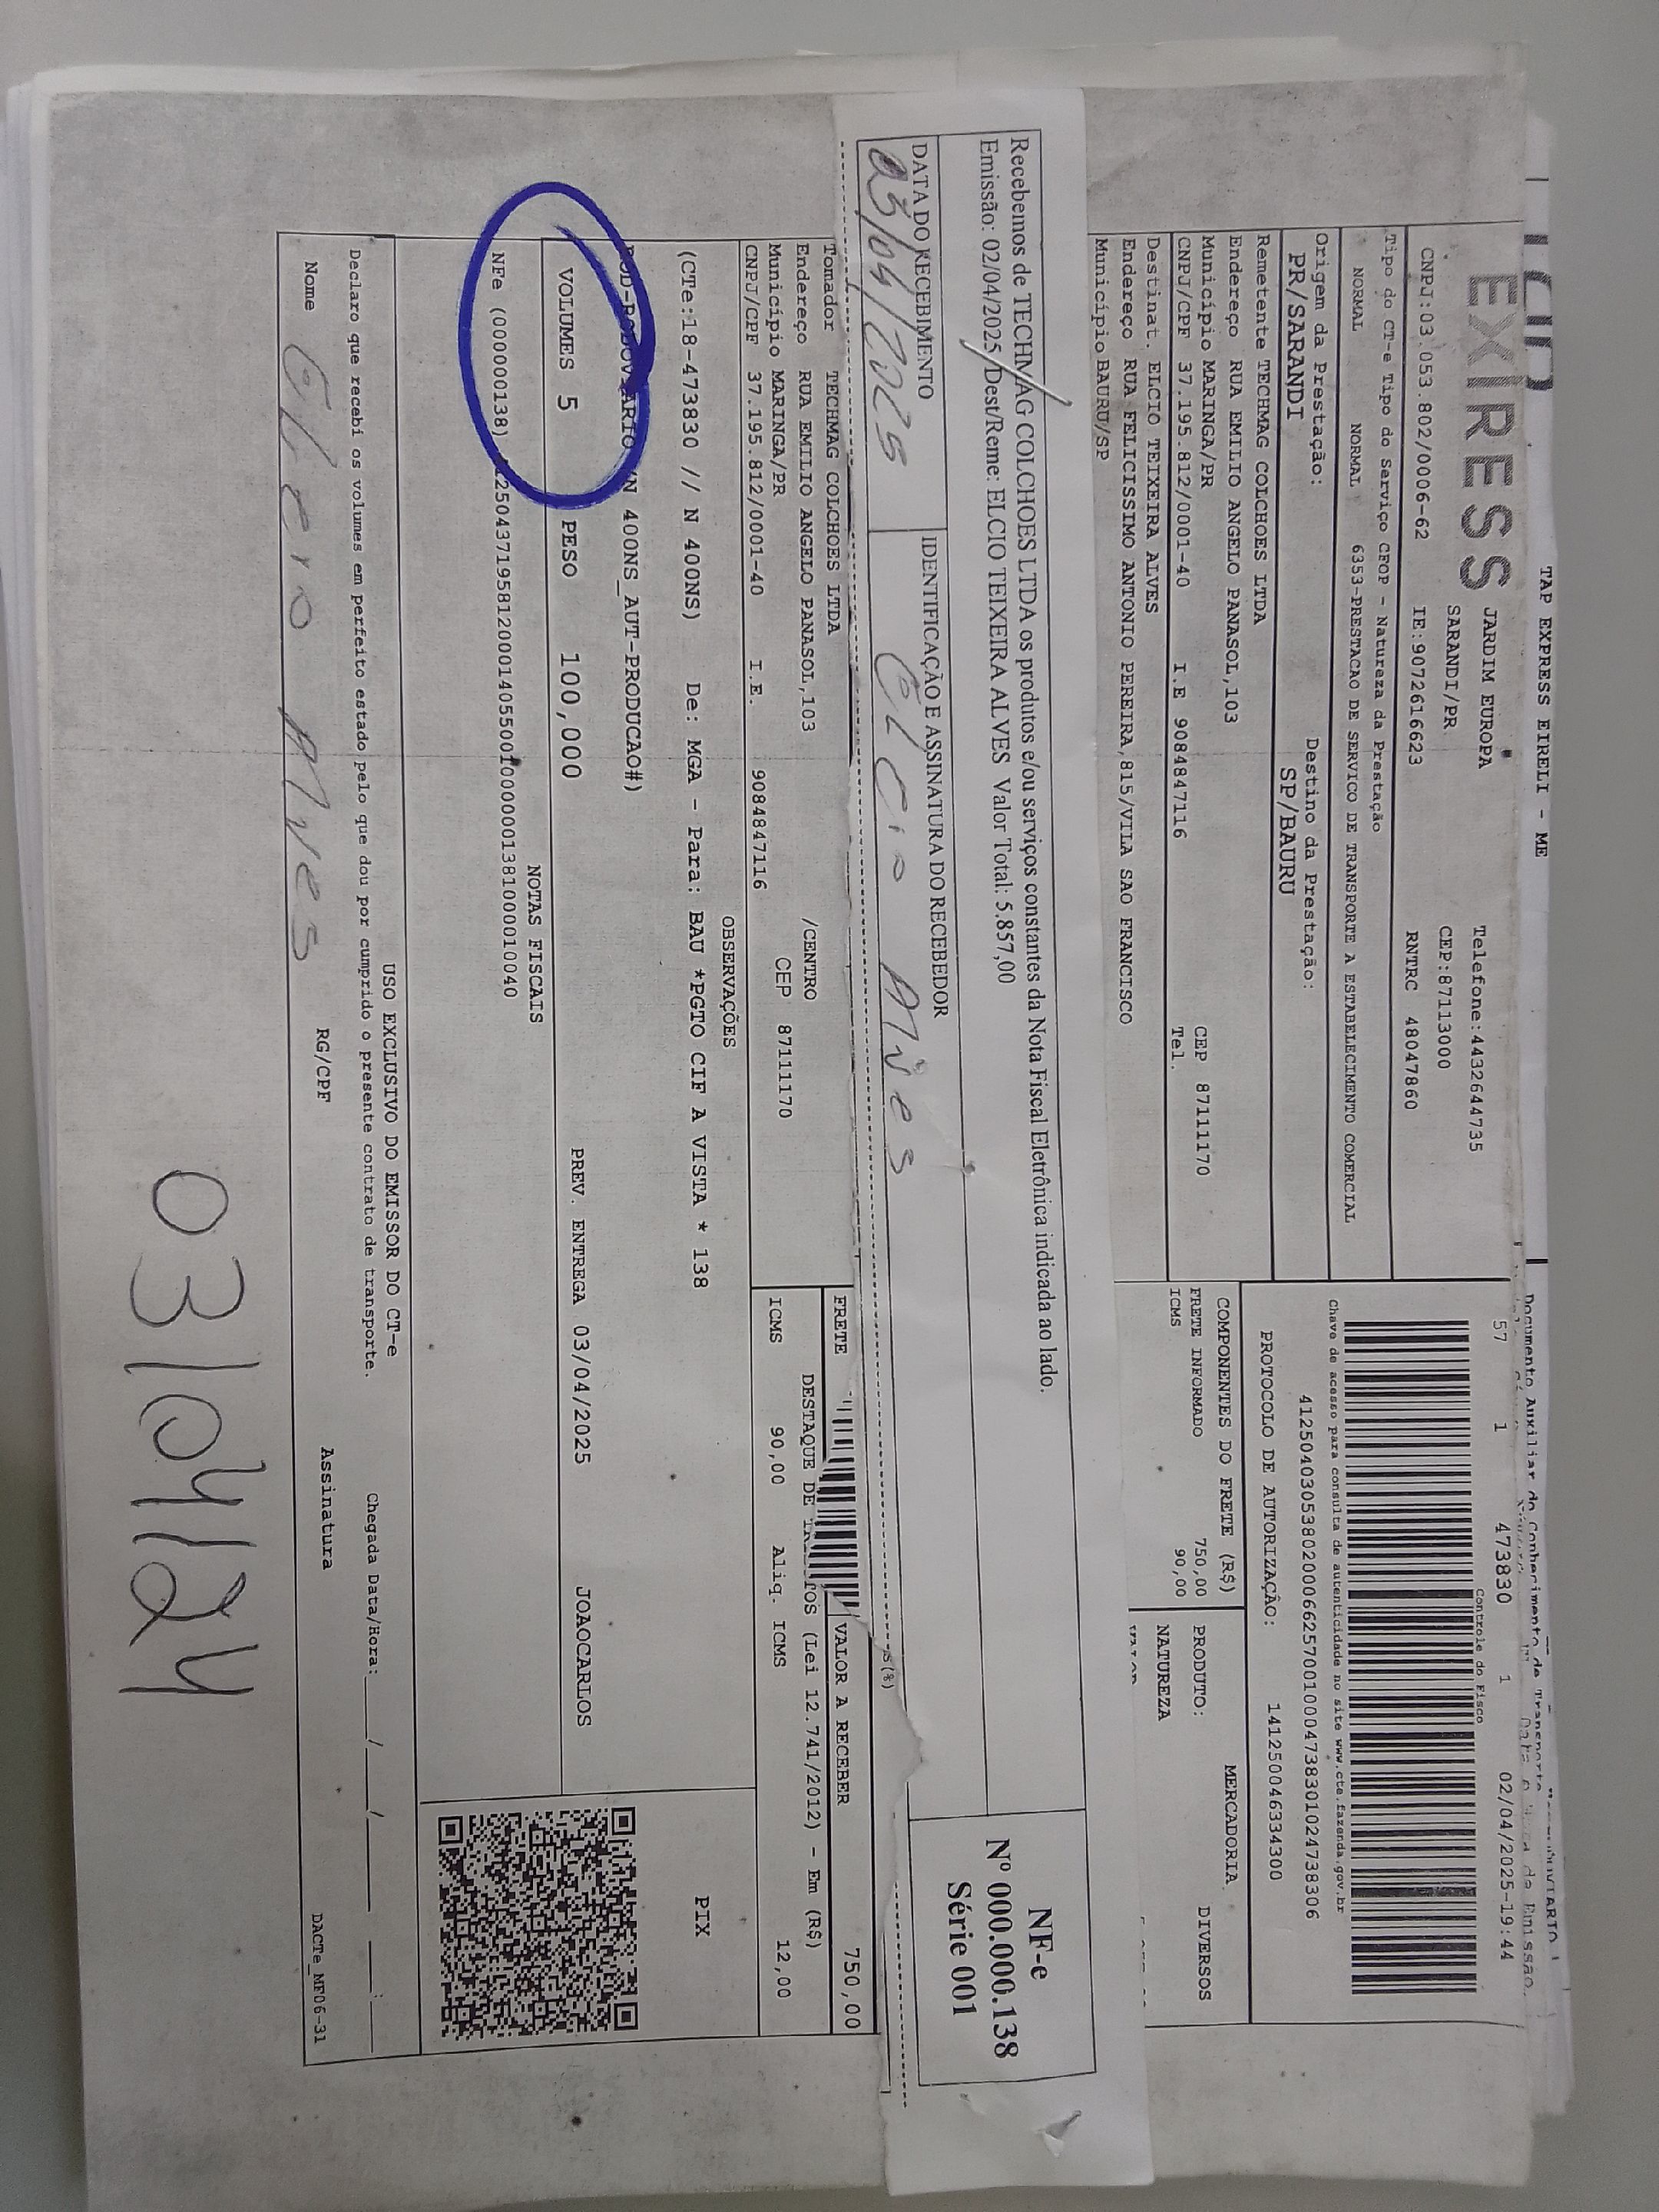 TAP EXPRESS EIRELI - ME
EXPRESS
JARDIM EUROPA
Telefone:4432644735
SARANDI/PR
CEP:87113000
CNPJ:03.053.802/0006-62 IE:9072616623 RNTRC 48047860
Tipo do CT-e Tipo do Serviço CFOP - Natureza da Prestação
NORMAL NORMAL 6353-PRESTACAO DE SERVICO DE TRANSPORTE A ESTABELECIMENTO COMERCIAL
Origem da Prestação: Destino da Prestação:
PR/SARANDI SP/BAURU
Remetente TECHMAG COLCHOES LTDA
Endereço RUA EMILIO ANGELO PANASOL,103
Município MARINGA/PR CEP 87111170
CNPJ/CPF 37.195.812/0001-40 I.E 9084847116 Tel.
Destinat. ELCIO TEIXEIRA ALVES
Endereço RUA FELICISSIMO ANTONIO PEREIRA,815/VILA SAO FRANCISCO
Município BAURU/SP
Documento Auxiliar do Conhecimento de Transporte
57 1 473830 1 02/04/2025-19:44
Controle do Fisco
Chave de acesso para consulta de autenticidade no site www.cte.fazenda.gov.br
41250403053802000662570010004738301024738306
PROTOCOLO DE AUTORIZAÇÃO: 141250046334300
COMPONENTES DO FRETE (R$)
FRETE INFORMADO 750,00
ICMS 90,00
MERCADORIA
PRODUTO: DIVERSOS
NATUREZA
Recebemos de TECHMAG COLCHOES LTDA os produtos e/ou serviços constantes da Nota Fiscal Eletrônica indicada ao lado.
Emissão: 02/04/2025 Dest/Reme: ELCIO TEIXEIRA ALVES Valor Total: 5.857,00
DATA DO RECEBIMENTO IDENTIFICAÇÃO E ASSINATURA DO RECEBEDOR
03/04/2025 Elcio Alves
NF-e
Nº 000.000.138
Série 001
Tomador TECHMAG COLCHOES LTDA
Endereço RUA EMILIO ANGELO PANASOL,103 /CENTRO
Município MARINGA/PR CEP 87111170
CNPJ/CPF 37.195.812/0001-40 I.E. 9084847116
FRETE VALOR A RECEBER 750,00
DESTAQUE DE TRIBUTOS (Lei 12.741/2012) - Em (R$)
ICMS 90,00 Aliq. ICMS 12,00
OBSERVAÇÕES
(CTe:18-473830 // N 400NS) De: MGA - Para: BAU *PGTO CIF A VISTA * 138
PIX
N 400NS_AUT-PRODUCAO#)
VOLUMES 5 PESO 100,000 PREV. ENTREGA 03/04/2025 JOAOCARLOS
NOTAS FISCAIS
NFe (000000138)
USO EXCLUSIVO DO EMISSOR DO CT-e
Declaro que recebi os volumes em perfeito estado pelo que dou por cumprido o presente contrato de transporte. Chegada Data/Hora: ___/___/___ ___:___
Nome RG/CPF Assinatura DACTe_MF06-31
Alves
03/04/24